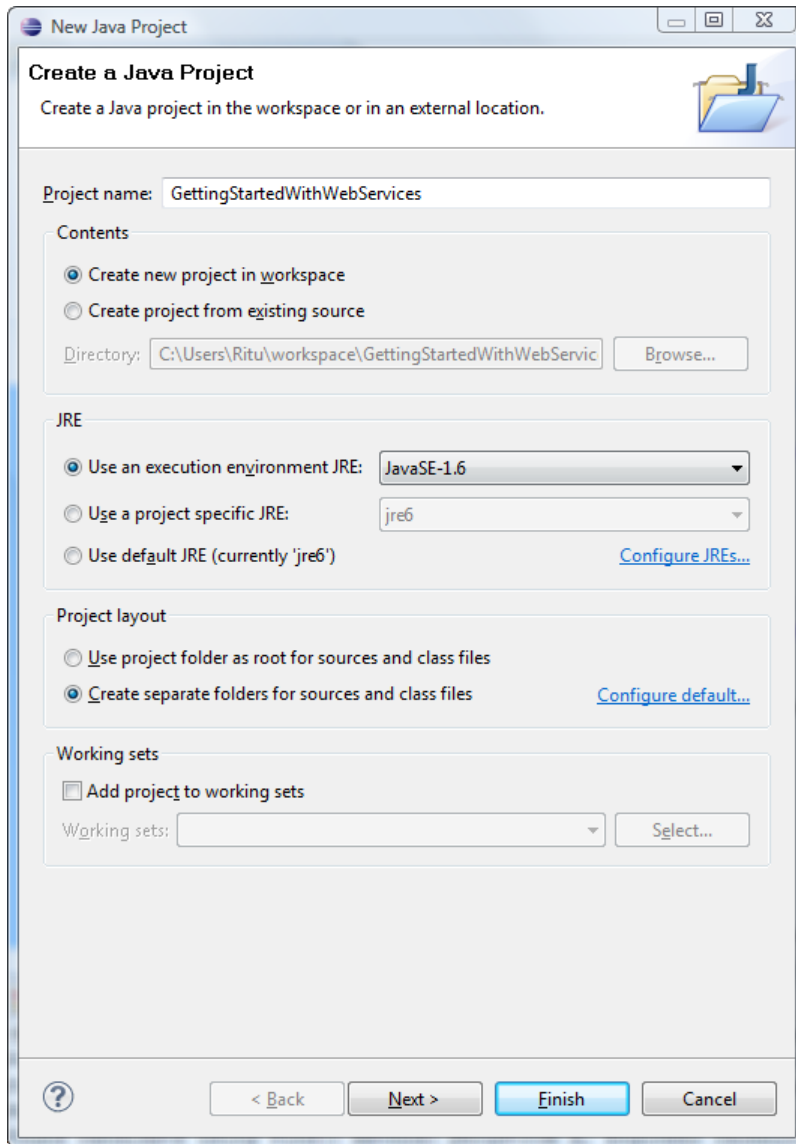 New Java Project
Create a Java Project
Create a Java project in the workspace or in an external location.
Project name: GettingStartedWithWebServices
Contents
Create new project in workspace
Create project from existing source
Directory: C:\Users\Ritu\workspace\GettingStartedWithWebServic Browse...
JRE
Use an execution environment JRE: JavaSE-1.6
Use a project specific JRE: jre6
Use default JRE (currently 'jre6') Configure JREs...
Project layout
Use project folder as root for sources and class files
Create separate folders for sources and class files Configure default...
Working sets
Add project to working sets
Working sets: Select...
? < Back Next > Finish Cancel